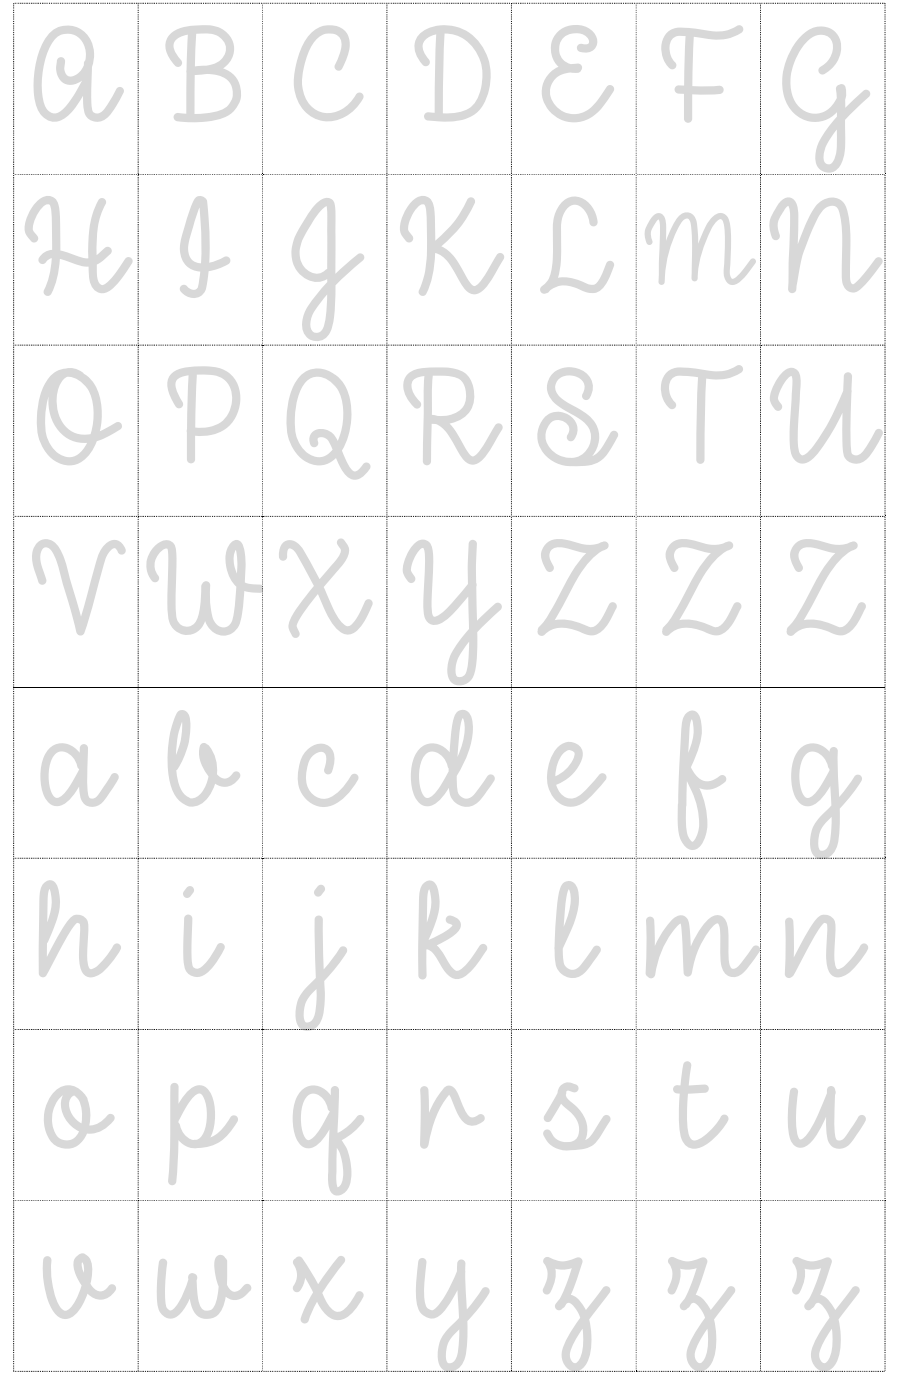 A B C D E F G
H I J K L M N
O P Q R S T U
V W X Y Z Z Z
a b c d e f g
h i j k l m n
o p q r s t u
v w x y z z z